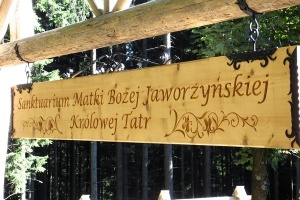 Sanktuarium Matki Bożej Jaworzyńskiej
Królowej Tatr